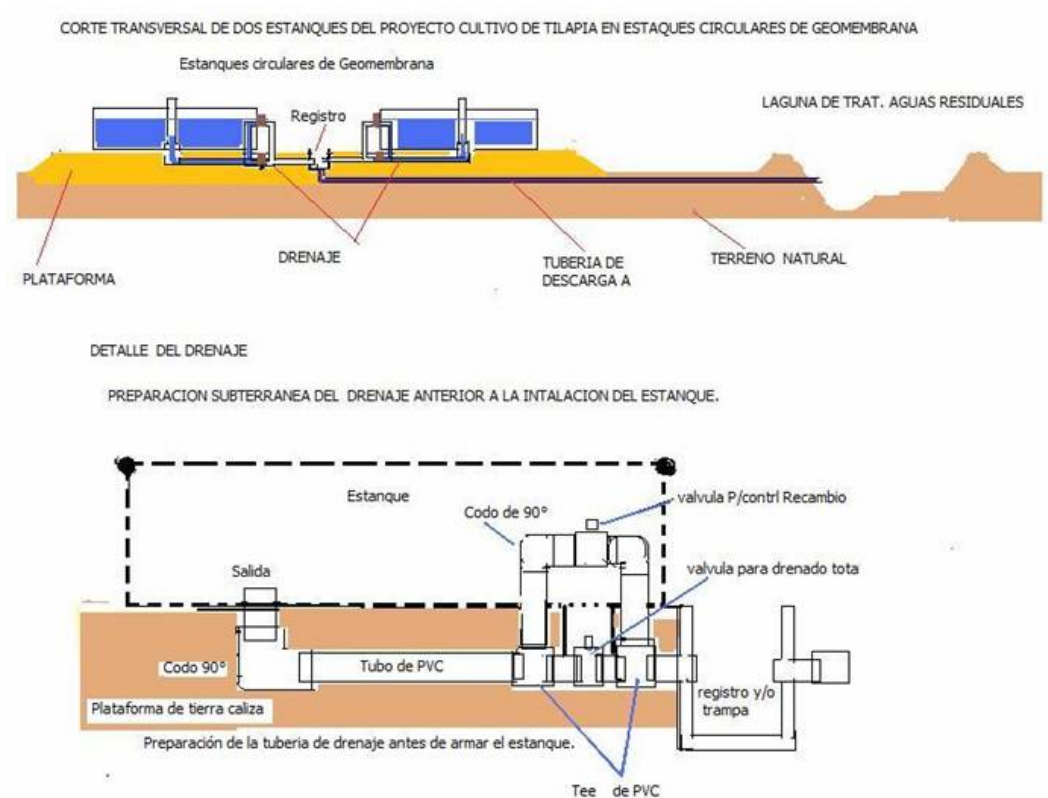 CORTE TRANSVERSAL DE DOS ESTANQUES DEL PROYECTO CULTIVO DE TILAPIA EN ESTAQUES CIRCULARES DE GEOMEMBRANA
Estanques circulares de Geomembrana
LAGUNA DE TRAT. AGUAS RESIDUALES
Registro
DRENAJE
TUBERIA DE
DESCARGA A
TERRENO NATURAL
PLATAFORMA
DETALLE DEL DRENAJE
PREPARACION SUBTERRANEA DEL DRENAJE ANTERIOR A LA INTALACION DEL ESTANQUE.
Estanque
valvula P/contrl Recambio
Codo de 90°
Salida
valvula para drenado tota
Codo 90°
Tubo de PVC
registro y/o
trampa
Plataforma de tierra caliza
Preparación de la tuberia de drenaje antes de armar el estanque.
Tee de PVC